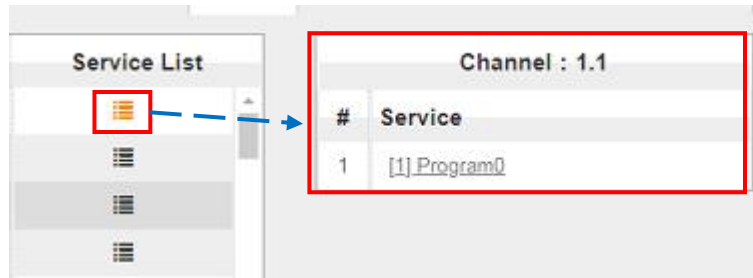 Service List
Channel : 1.1
# Service
1 [1] Program0